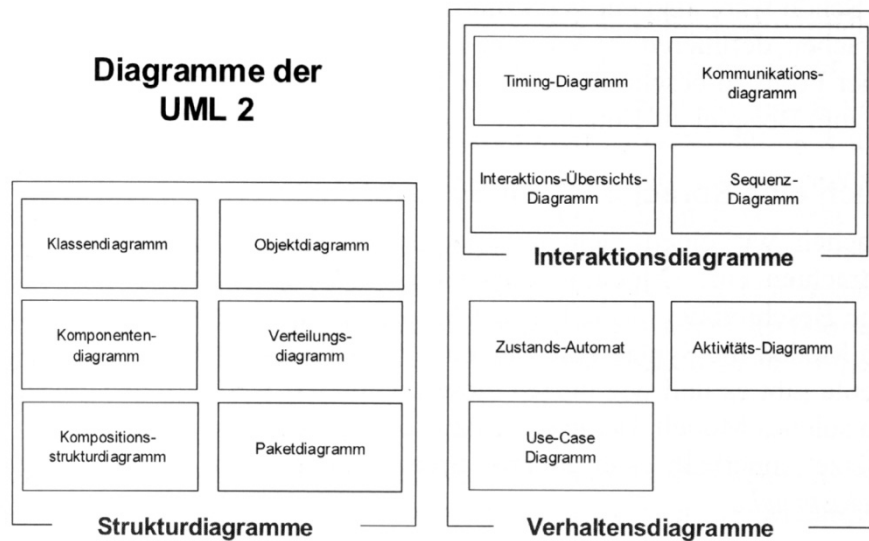 Diagramme der
UML 2
Timing-Diagramm
Kommunikations-
diagramm
Interaktions-Übersichts-
Diagramm
Sequenz-
Diagramm
Interaktionsdiagramme
Klassendiagramm
Objektdiagramm
Komponenten-
diagramm
Verteilungs-
diagramm
Kompositions-
strukturdiagramm
Paketdiagramm
Strukturdiagramme
Zustands-Automat
Aktivitäts-Diagramm
Use-Case
Diagramm
Verhaltensdiagramme